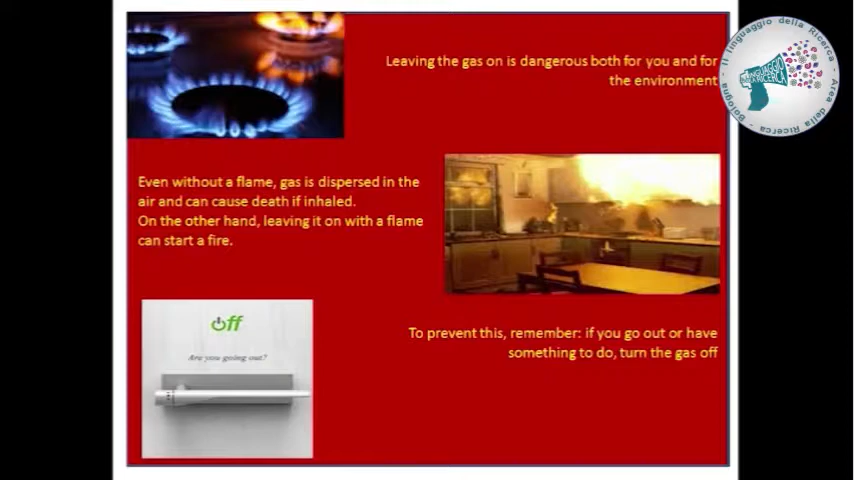 Leaving the gas on is dangerous both for you and for
the environment
Even without a flame, gas is dispersed in the
air and can cause death if inhaled.
On the other hand, leaving it on with a flame
can start a fire.
off
Are you going out?
To prevent this, remember: if you go out or have
something to do, turn the gas off
Il linguaggio della Ricerca
Area della Ricerca - Bologna
LINGUAGGIO
RICERCA